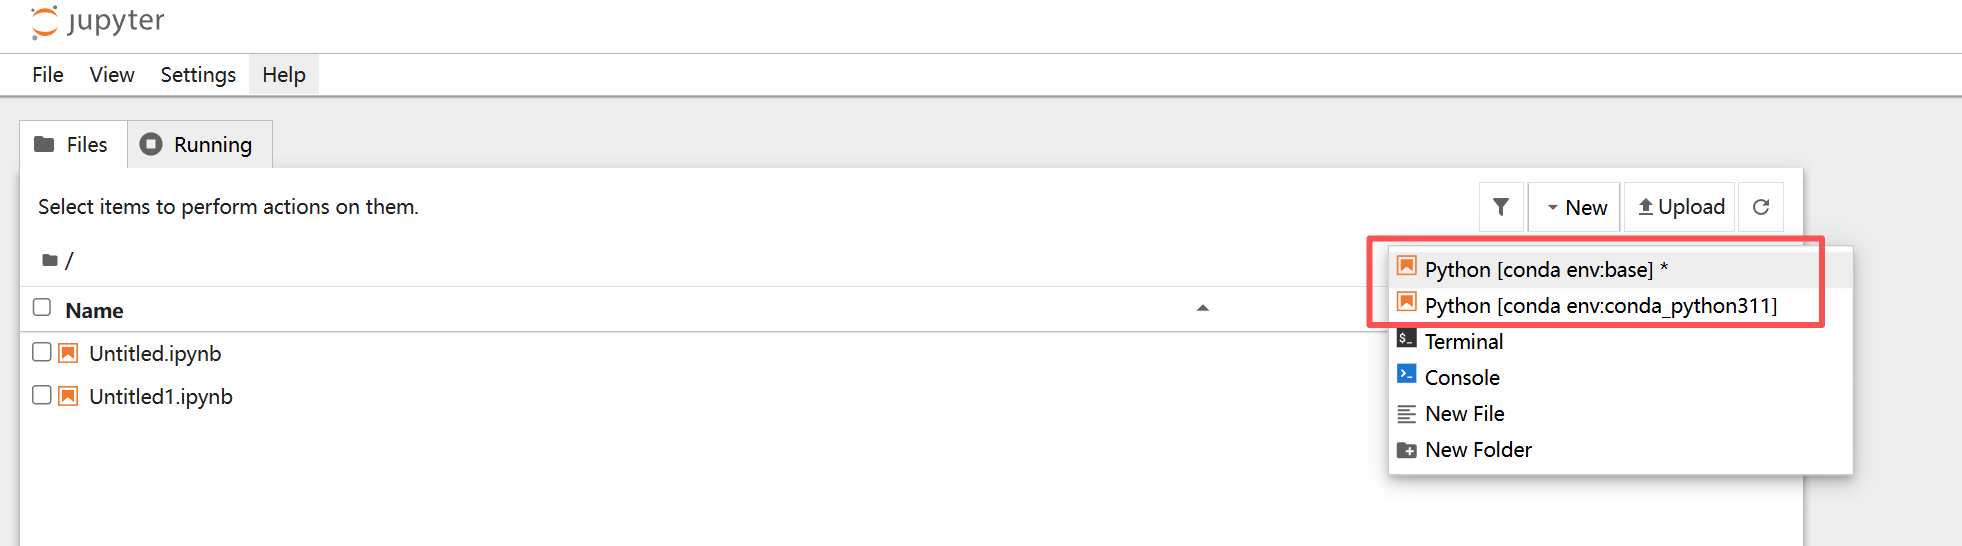 jupyter
File View Settings Help
Files Running
Select items to perform actions on them.
New Upload
/
Python [conda env:base] *
Python [conda env:conda_python311]
Name
Terminal
Untitled.ipynb
Console
Untitled1.ipynb
New File
New Folder